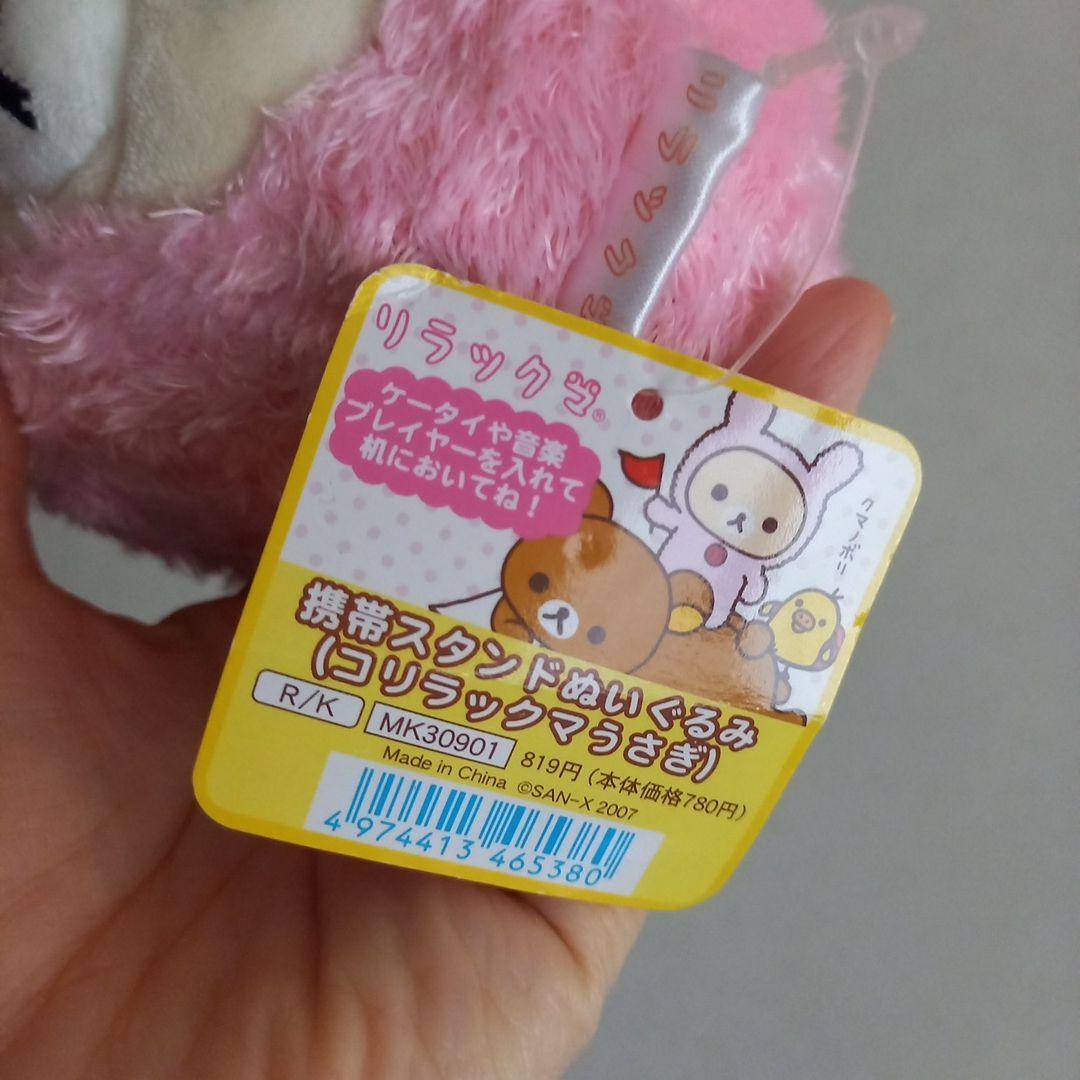 リラックマ®
ケータイや音楽
プレイヤーを入れて
机においてね！
クマノボリ
携帯スタンドぬいぐるみ
(コリラックマうさぎ)
R/K
MK30901
819円 (本体価格780円)
Made in China ©SAN-X 2007
4 974413 465380